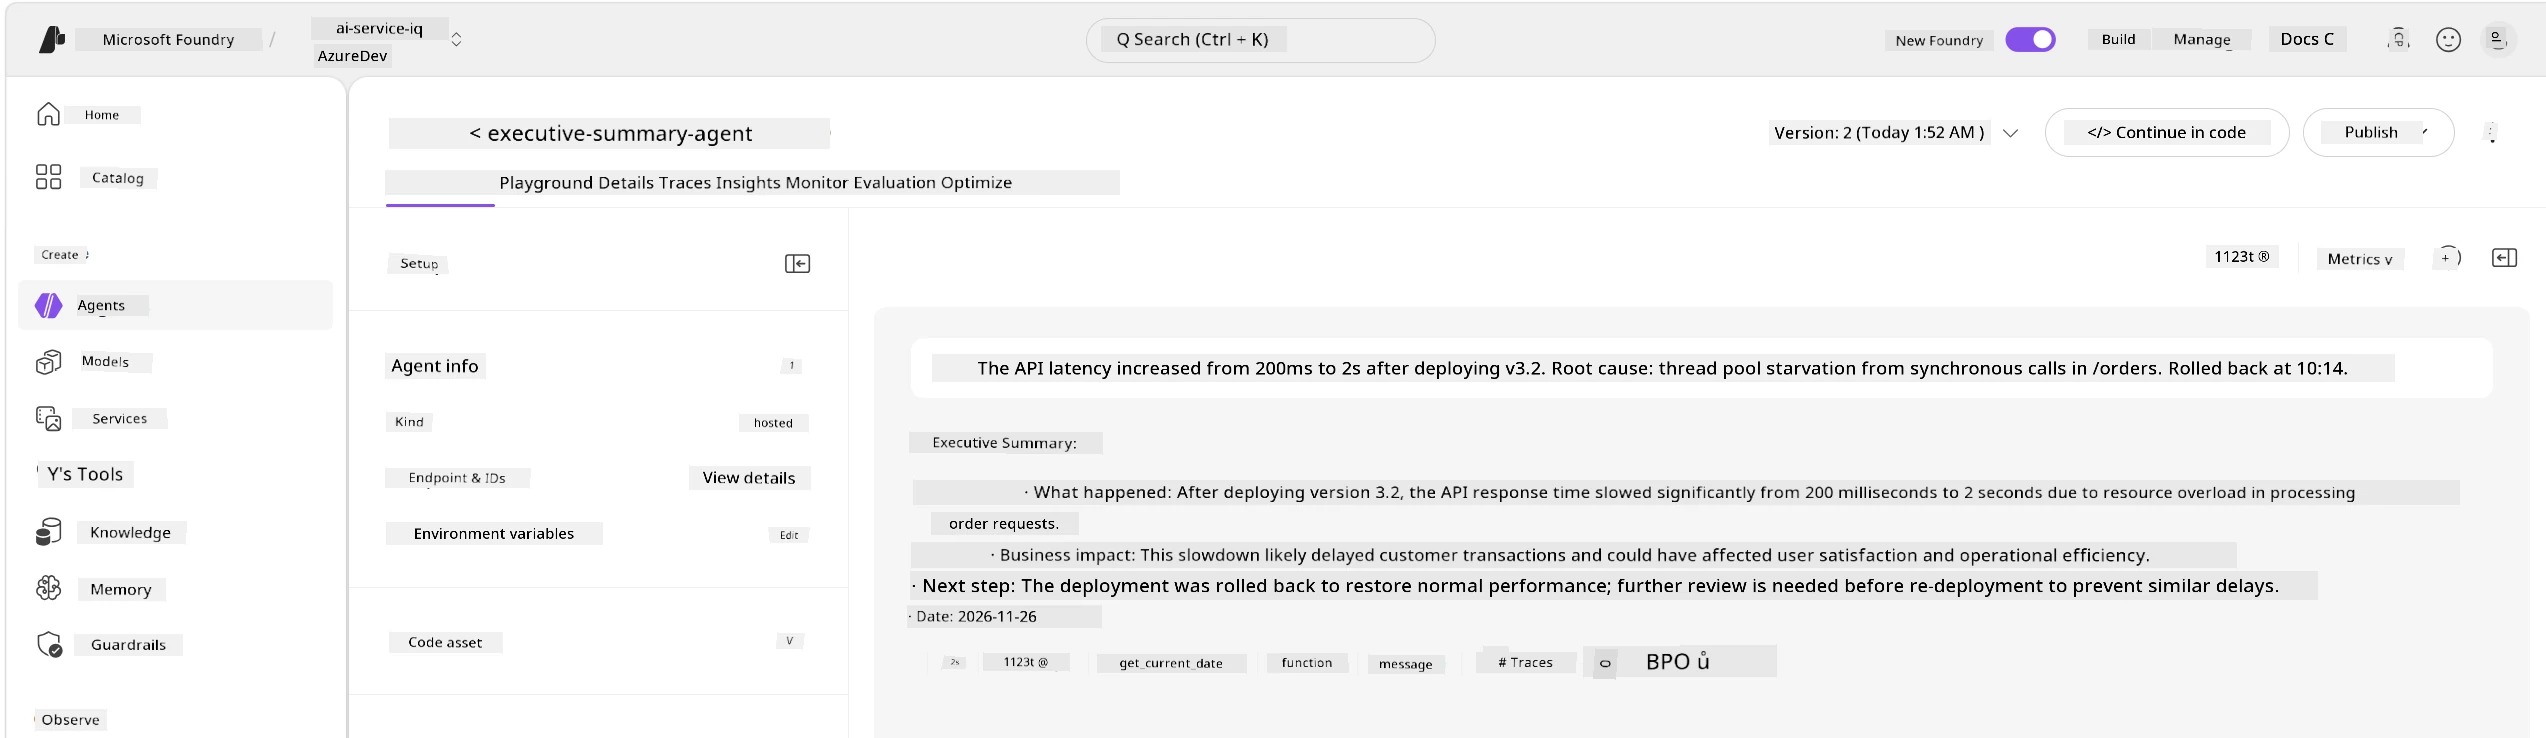 Microsoft Foundry /
ai-service-iq
AzureDev
Q Search (Ctrl + K)
New Foundry
Build
Manage
Docs C
Home
Catalog
Create
Agents
Models
Services
Y's Tools
Knowledge
Memory
Guardrails
Observe
< executive-summary-agent
Version: 2 (Today 1:52 AM )
</> Continue in code
Publish
Playground Details Traces Insights Monitor Evaluation Optimize
Setup
Agent info
1
Kind
hosted
Endpoint & IDs
View details
Environment variables
Edit
Code asset
V
1123t ®
Metrics v
+
The API latency increased from 200ms to 2s after deploying v3.2. Root cause: thread pool starvation from synchronous calls in /orders. Rolled back at 10:14.
Executive Summary:
· What happened: After deploying version 3.2, the API response time slowed significantly from 200 milliseconds to 2 seconds due to resource overload in processing
order requests.
· Business impact: This slowdown likely delayed customer transactions and could have affected user satisfaction and operational efficiency.
· Next step: The deployment was rolled back to restore normal performance; further review is needed before re-deployment to prevent similar delays.
· Date: 2026-11-26
2s
1123t @
get_current_date
function
message
# Traces
BPO ů